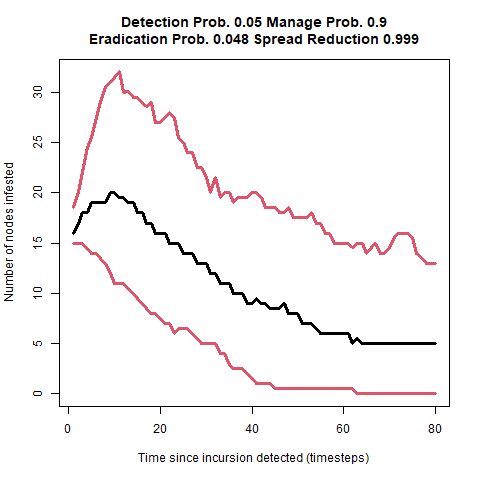 Detection Prob. 0.05 Manage Prob. 0.9
Eradication Prob. 0.048 Spread Reduction 0.999
Number of nodes infested
30
25
20
15
10
5
0
0 20 40 60 80
Time since incursion detected (timesteps)